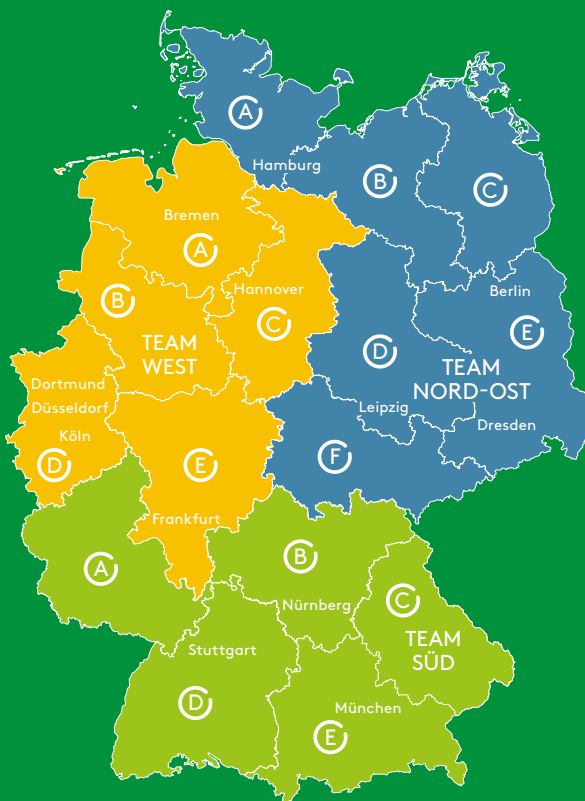 A
Hamburg
B
C
Bremen
A
B
Hannover
C
Berlin
E
TEAM
WEST
D
TEAM
NORD-OST
Dortmund
Düsseldorf
Köln
D
Leipzig
Dresden
E
F
Frankfurt
A
B
Nürnberg
C
TEAM
SÜD
Stuttgart
D
München
E